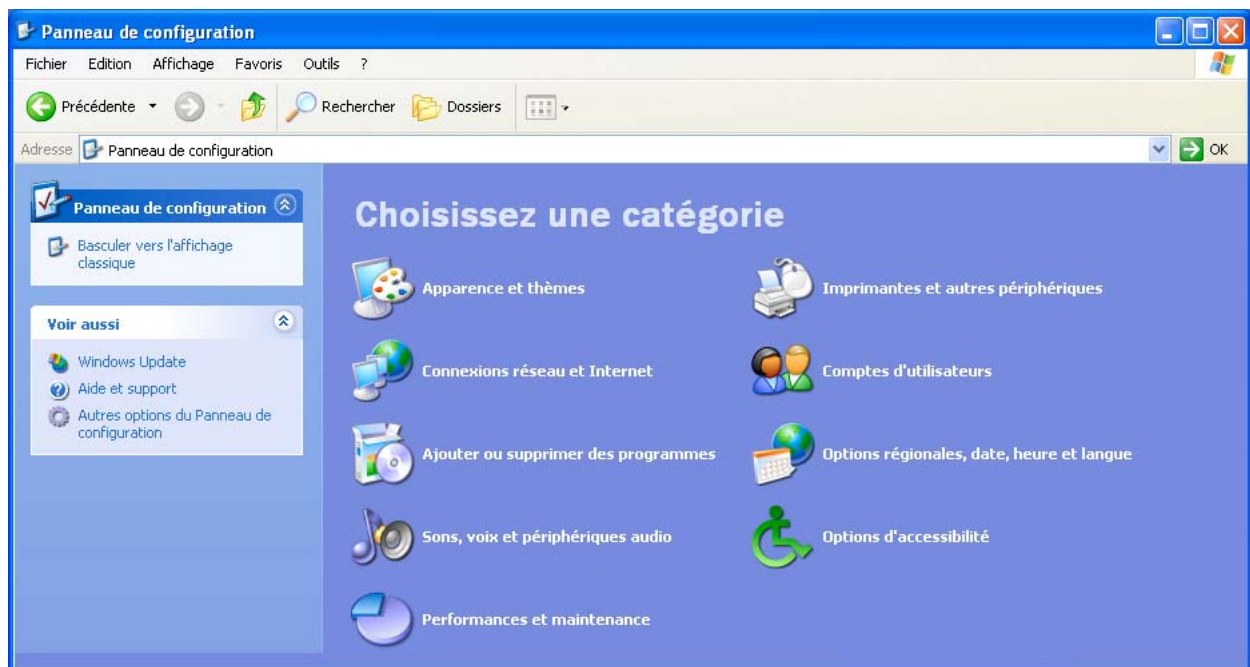 Panneau de configuration
Fichier Edition Affichage Favoris Outils ?
Précédente Rechercher Dossiers
Adresse Panneau de configuration OK
Panneau de configuration
Basculer vers l'affichage
classique
Voir aussi
Windows Update
Aide et support
Autres options du Panneau de
configuration
Choisissez une catégorie
Apparence et thèmes
Imprimantes et autres périphériques
Connexions réseau et Internet
Comptes d'utilisateurs
Ajouter ou supprimer des programmes
Options régionales, date, heure et langue
Sons, voix et périphériques audio
Options d'accessibilité
Performances et maintenance